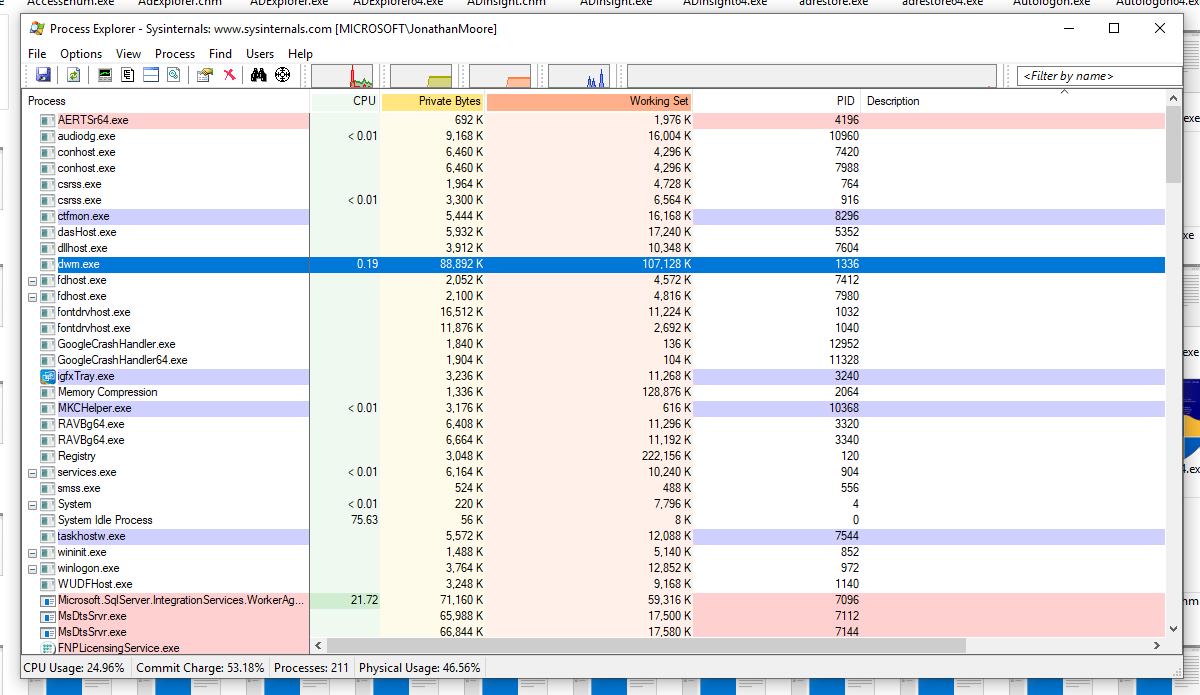 AccessEnum.exe AdExplorer.chm ADExplorer.exe ADExplorer64.exe ADInsight.chm ADInsight.exe ADInsight64.exe adrestore.exe adrestore64.exe Autologon.exe Autologon64.exe
Process Explorer - Sysinternals: www.sysinternals.com [MICROSOFT\JonathanMoore]
File Options View Process Find Users Help
<Filter by name>
Process CPU Private Bytes Working Set PID Description
AERTSr64.exe 692 K 1,976 K 4196
audiodg.exe < 0.01 9,168 K 16,004 K 10960
conhost.exe 6,460 K 4,296 K 7420
conhost.exe 6,460 K 4,296 K 7988
csrss.exe 1,964 K 4,728 K 764
csrss.exe < 0.01 3,300 K 6,564 K 916
ctfmon.exe 5,444 K 16,168 K 8296
dasHost.exe 5,932 K 17,240 K 5352
dllhost.exe 3,912 K 10,348 K 7604
dwm.exe 0.19 88,892 K 107,128 K 1336
fdhost.exe 2,052 K 4,572 K 7412
fdhost.exe 2,100 K 4,816 K 7980
fontdrvhost.exe 16,512 K 11,224 K 1032
fontdrvhost.exe 11,876 K 2,692 K 1040
GoogleCrashHandler.exe 1,840 K 136 K 12952
GoogleCrashHandler64.exe 1,904 K 104 K 11328
igfxTray.exe 3,236 K 11,268 K 3240
Memory Compression 1,336 K 128,876 K 2064
MKCHelper.exe < 0.01 3,176 K 616 K 10368
RAVBg64.exe 6,408 K 11,296 K 3320
RAVBg64.exe 6,664 K 11,192 K 3340
Registry 3,048 K 222,156 K 120
services.exe < 0.01 6,164 K 10,240 K 904
smss.exe 524 K 488 K 556
System < 0.01 220 K 7,796 K 4
System Idle Process 75.63 56 K 8 K 0
taskhostw.exe 5,572 K 12,088 K 7544
wininit.exe 1,488 K 5,140 K 852
winlogon.exe 3,764 K 12,852 K 972
WUDFHost.exe 3,248 K 9,168 K 1140
Microsoft.SqlServer.IntegrationServices.WorkerAg... 21.72 71,160 K 59,316 K 7096
MsDtsSrvr.exe 65,988 K 17,500 K 7112
MsDtsSrvr.exe 66,844 K 17,580 K 7144
FNPLicensingService.exe
CPU Usage: 24.96% Commit Charge: 53.18% Processes: 211 Physical Usage: 46.56%